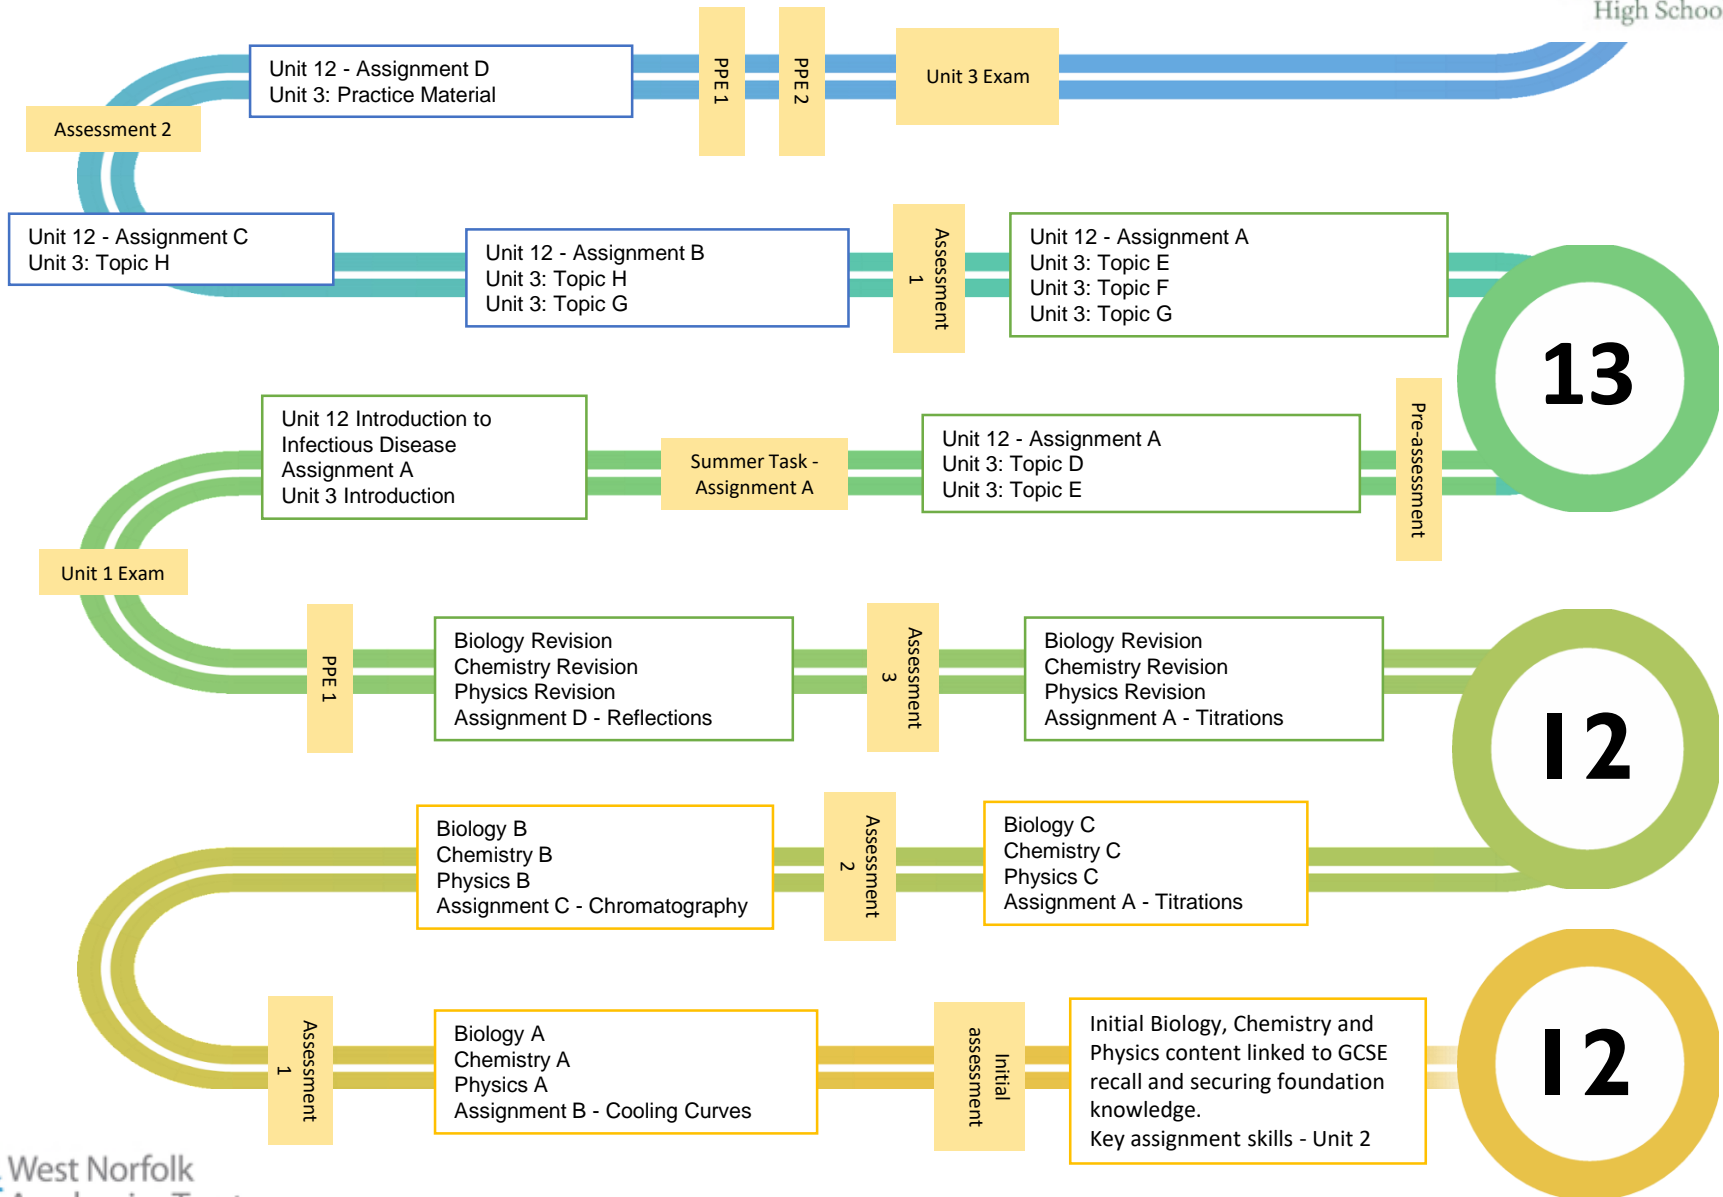 High Schoo
Unit 12 - Assignment D
Unit 3: Practice Material
PPE 1
PPE 2
Unit 3 Exam
Assessment 2
Unit 12 - Assignment C
Unit 3: Topic H
Unit 12 - Assignment B
Unit 3: Topic H
Unit 3: Topic G
Assessment
1
Unit 12 - Assignment A
Unit 3: Topic E
Unit 3: Topic F
Unit 3: Topic G
13
Unit 12 Introduction to
Infectious Disease
Assignment A
Unit 3 Introduction
Summer Task -
Assignment A
Unit 12 - Assignment A
Unit 3: Topic D
Unit 3: Topic E
Pre-assessment
Unit 1 Exam
PPE 1
Biology Revision
Chemistry Revision
Physics Revision
Assignment D - Reflections
Assessment
3
Biology Revision
Chemistry Revision
Physics Revision
Assignment A - Titrations
12
Biology B
Chemistry B
Physics B
Assignment C - Chromatography
Assessment
2
Biology C
Chemistry C
Physics C
Assignment A - Titrations
Assessment
1
Biology A
Chemistry A
Physics A
Assignment B - Cooling Curves
Initial
assessment
Initial Biology, Chemistry and
Physics content linked to GCSE
recall and securing foundation
knowledge.
Key assignment skills - Unit 2
12
West Norfolk